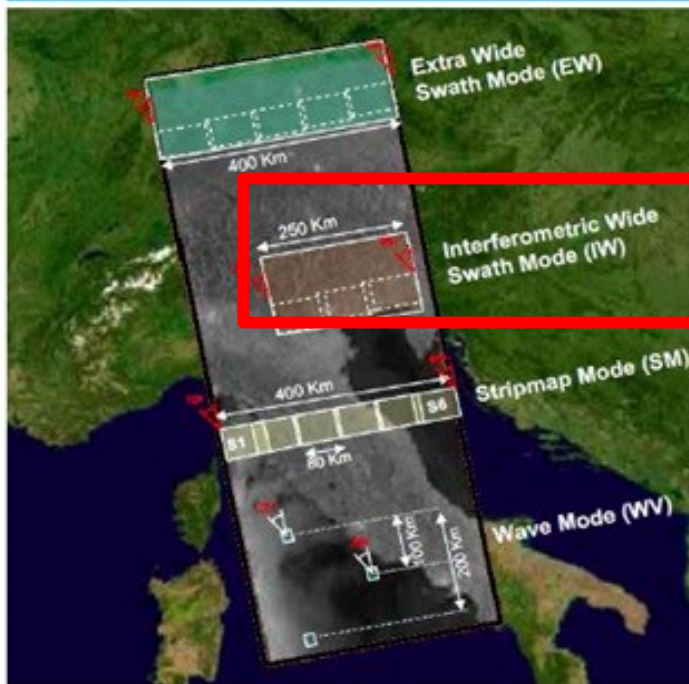 Extra Wide
Swath Mode (EW)
400 Km
250 Km
Interferometric Wide
Swath Mode (IW)
400 Km
Stripmap Mode (SM)
S1
S6
80 Km
Wave Mode (WV)
100 Km
200 Km